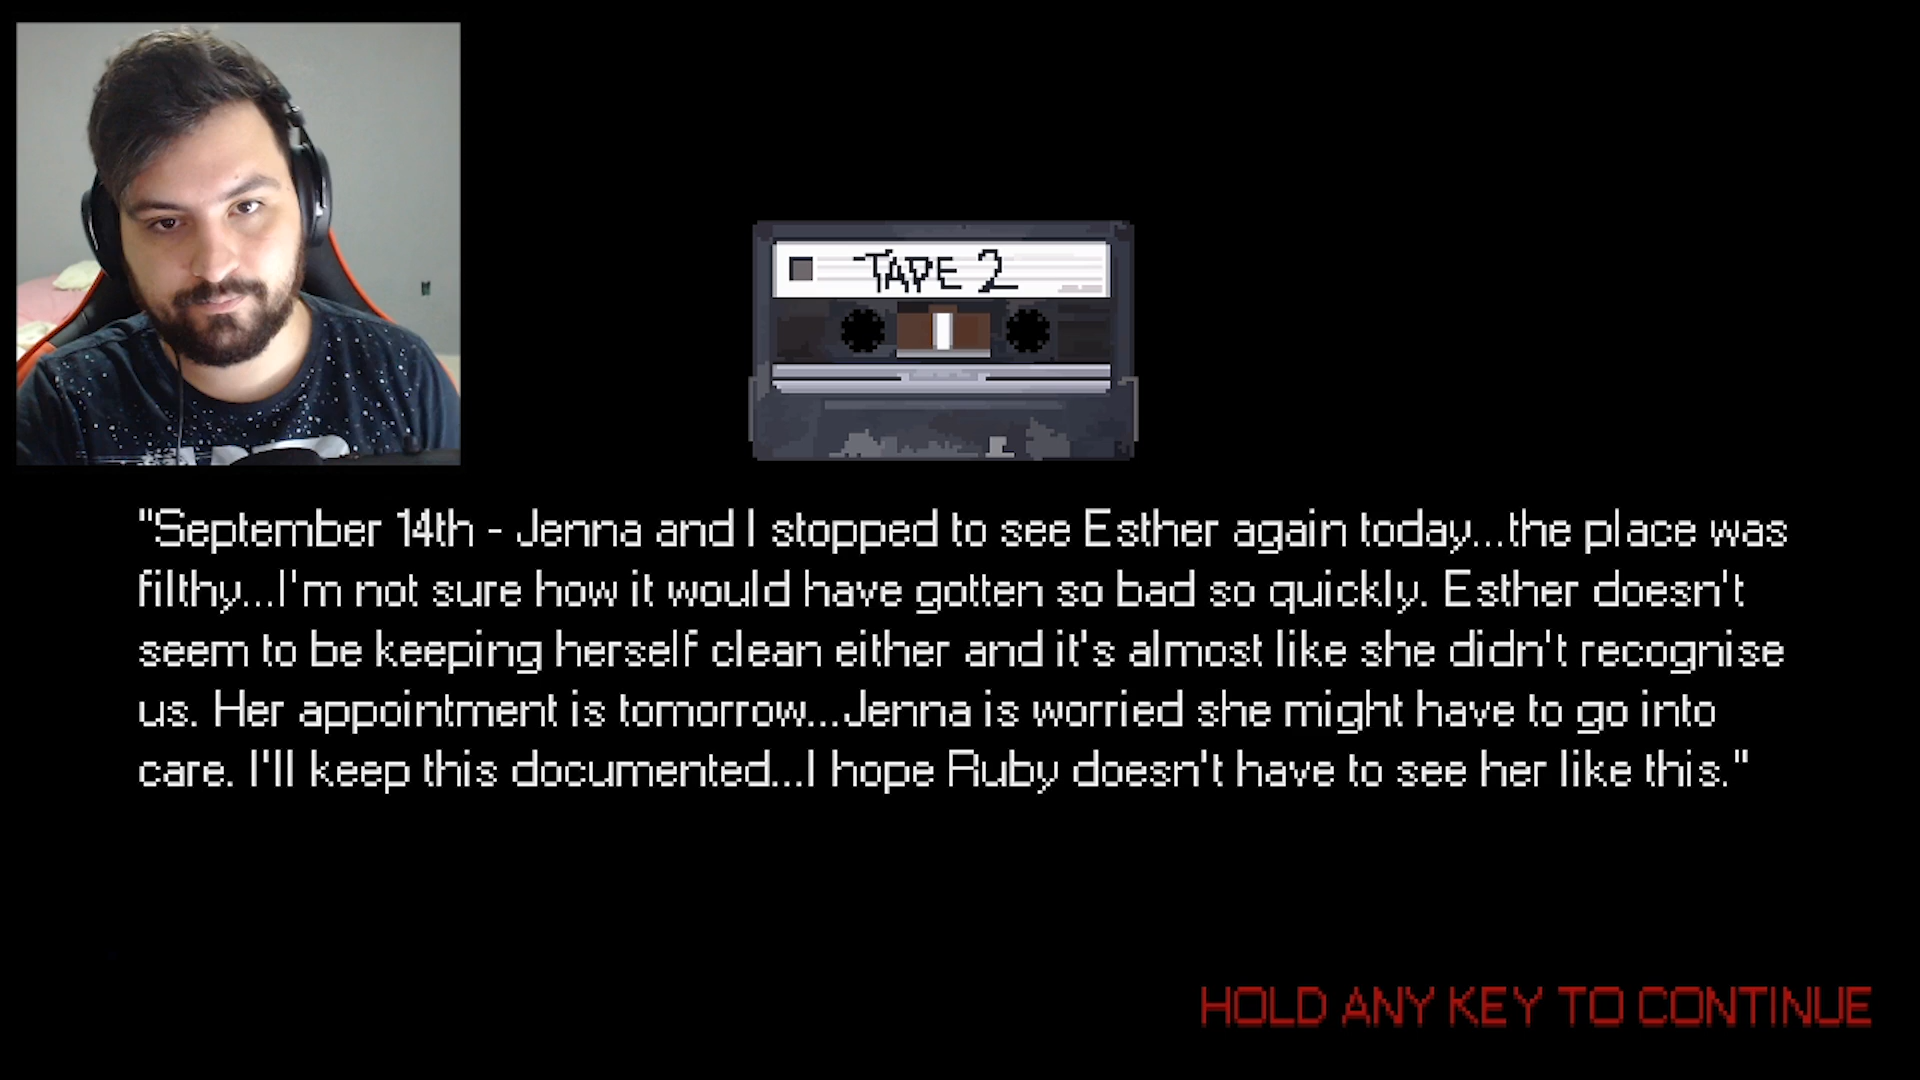 TAPE 2
"September 14th - Jenna and I stopped to see Esther again today...the place was
filthy...I'm not sure how it would have gotten so bad so quickly. Esther doesn't
seem to be keeping herself clean either and it's almost like she didn't recognise
us. Her appointment is tomorrow...Jenna is worried she might have to go into
care. I'll keep this documented...I hope Ruby doesn't have to see her like this."
HOLD ANY KEY TO CONTINUE